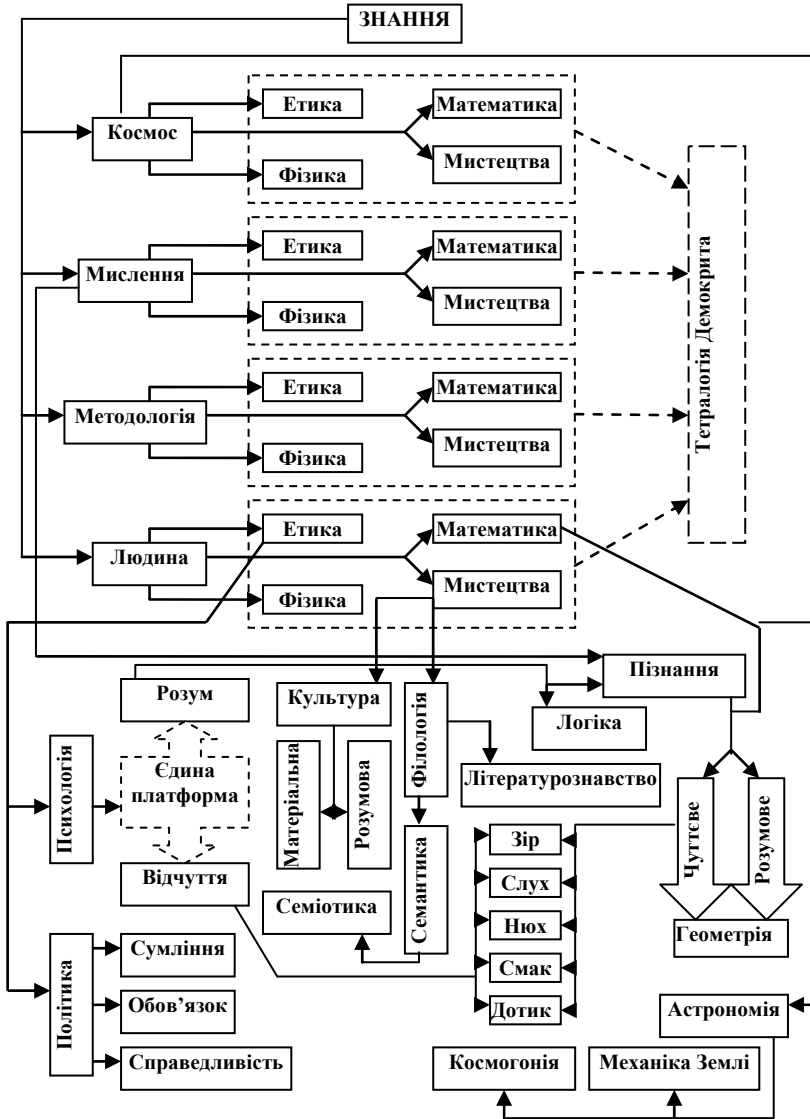 ЗНАННЯ
Космос
Етика
Математика
Мистецтва
Фізика
Мислення
Етика
Математика
Мистецтва
Фізика
Методологія
Етика
Математика
Мистецтва
Фізика
Людина
Етика
Математика
Мистецтва
Фізика
Тетралогія Демокрита
Розум
Культура
Філологія
Пізнання
Логіка
Психологія
Єдина
платформа
Матеріальна
Розумова
Літературознавство
Чуттєве
Розумове
Відчуття
Семіотика
Семантика
Зір
Слух
Нюх
Смак
Дотик
Геометрія
Політика
Сумління
Обов’язок
Справедливість
Астрономія
Космогонія
Механіка Землі